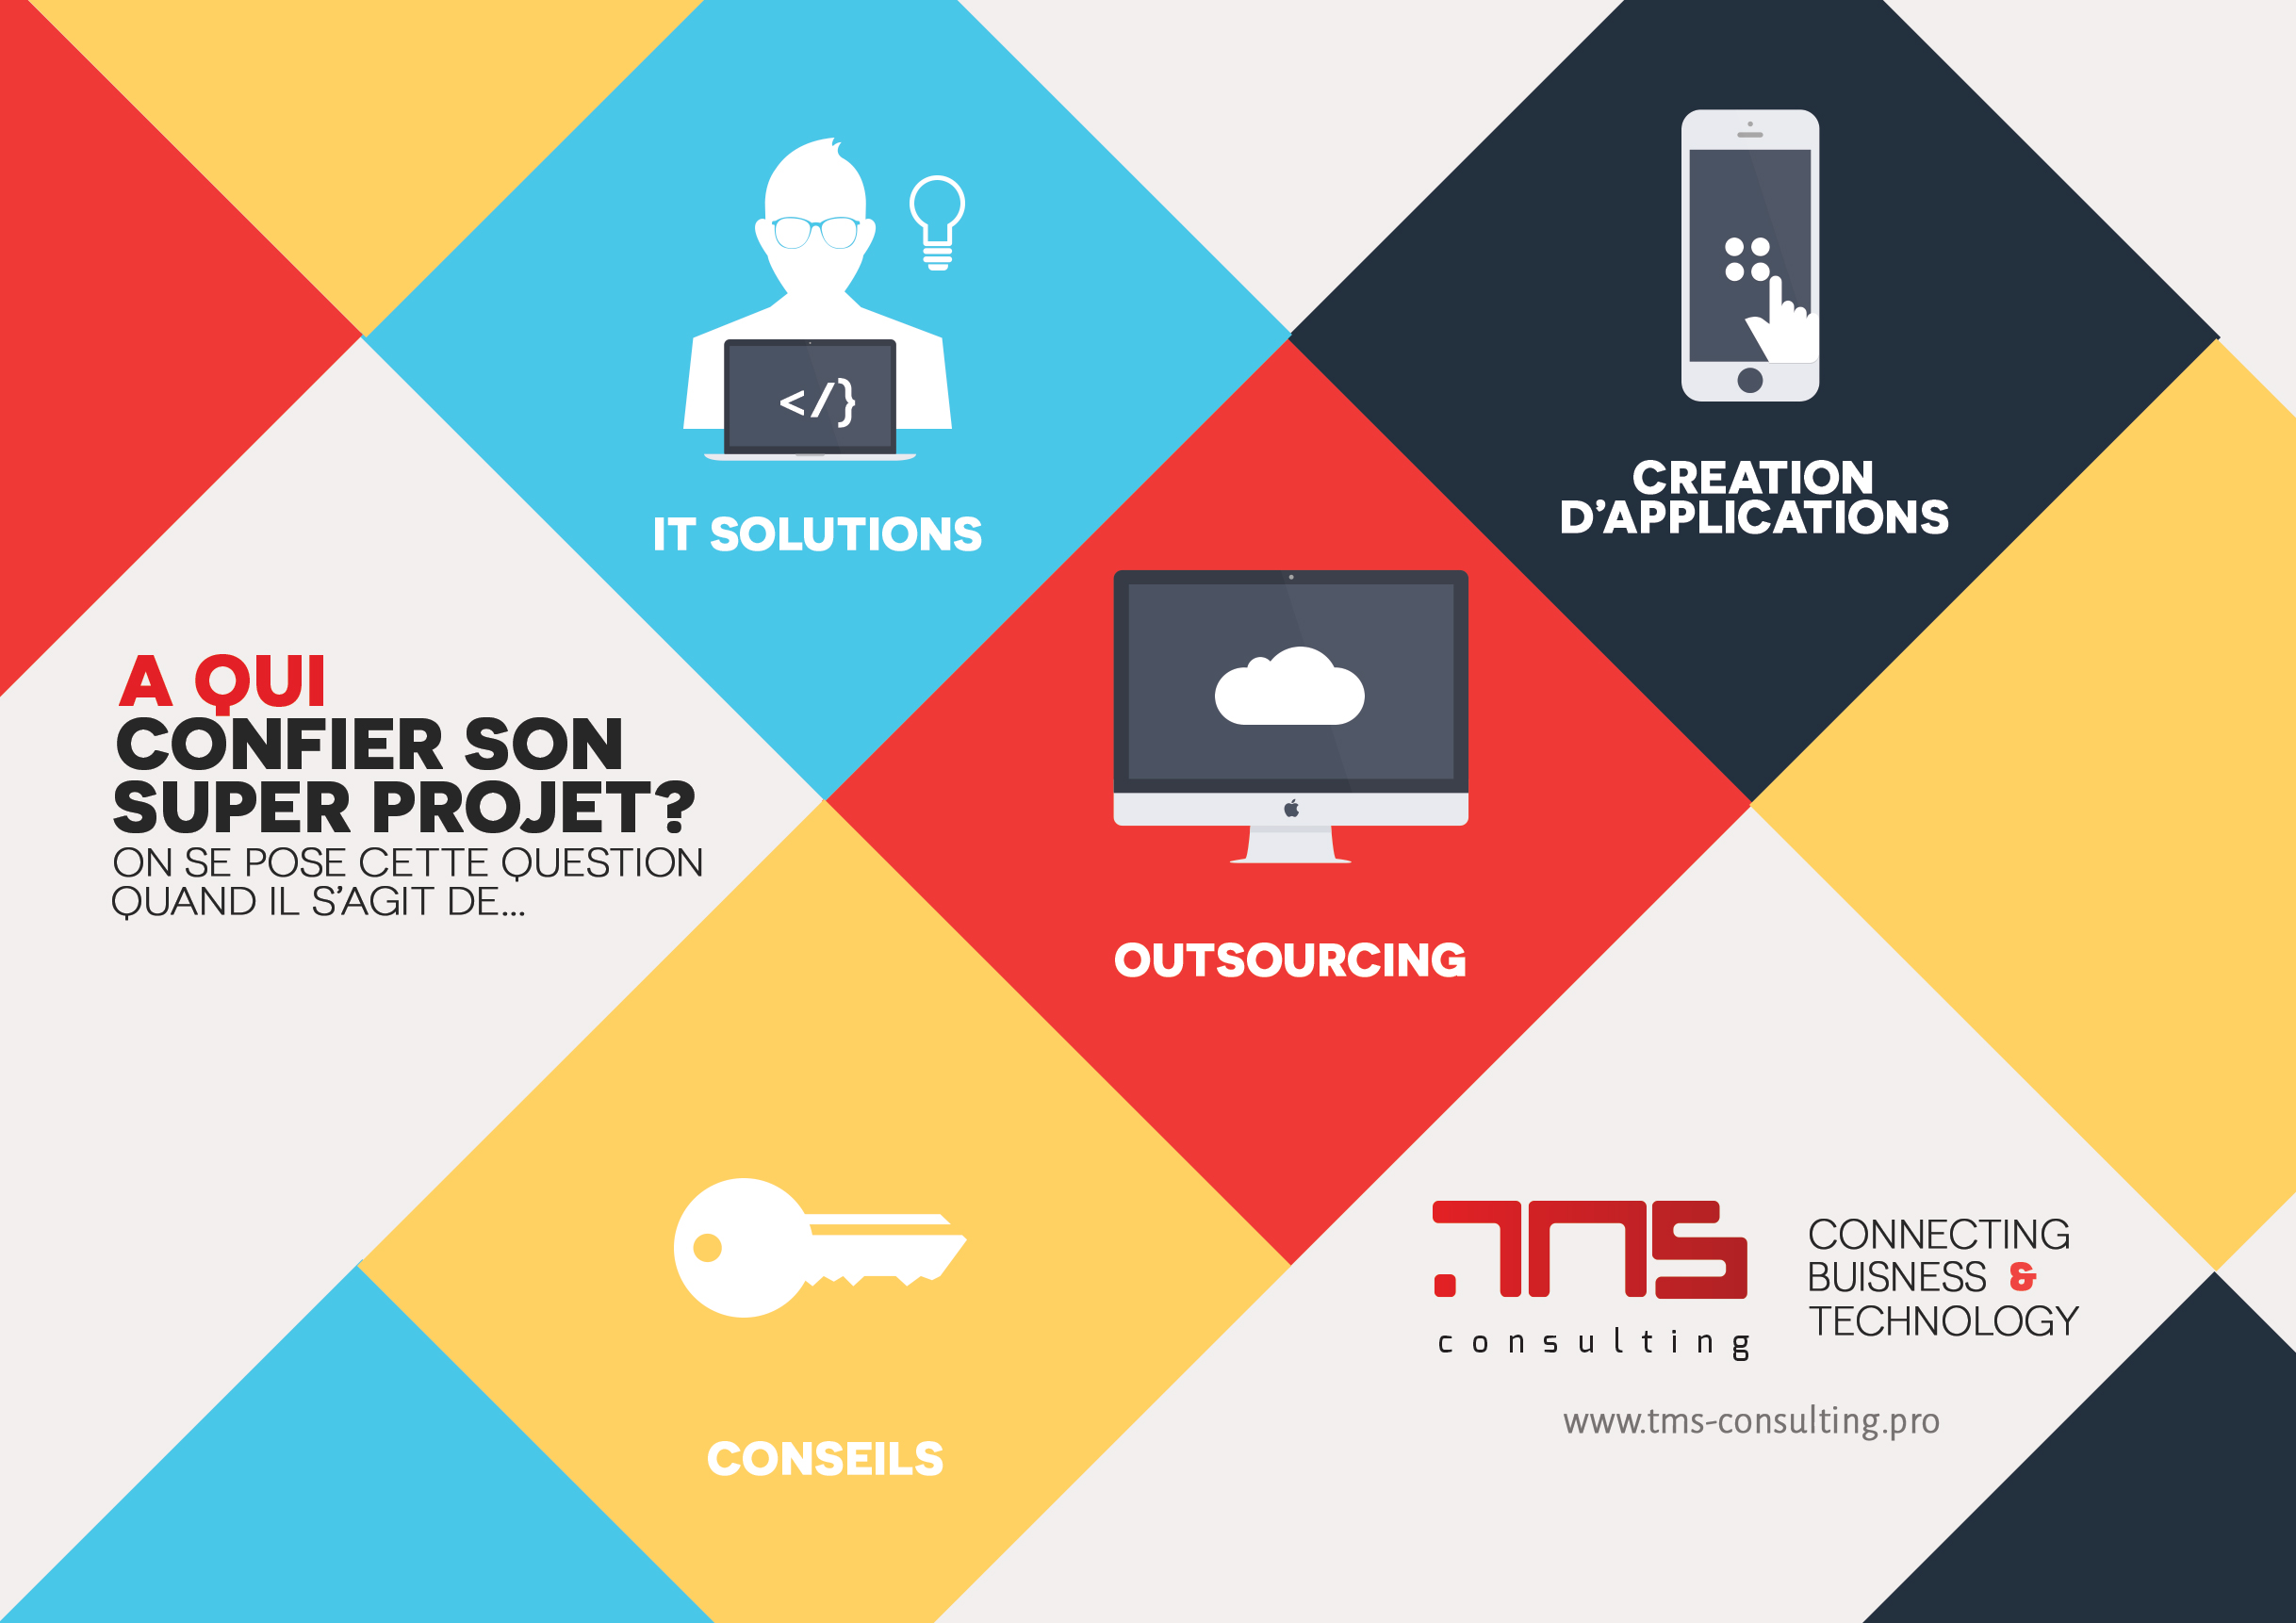 IT SOLUTIONS
</}
CREATION
D'APPLICATIONS
A QUI
CONFIER SON
SUPER PROJET?
ON SE POSE CETTE QUESTION
QUAND IL S'AGIT DE...
OUTSOURCING
CONSEILS
.TMS
consulting
CONNECTING
BUISNESS &
TECHNOLOGY
www.tms-consulting.pro